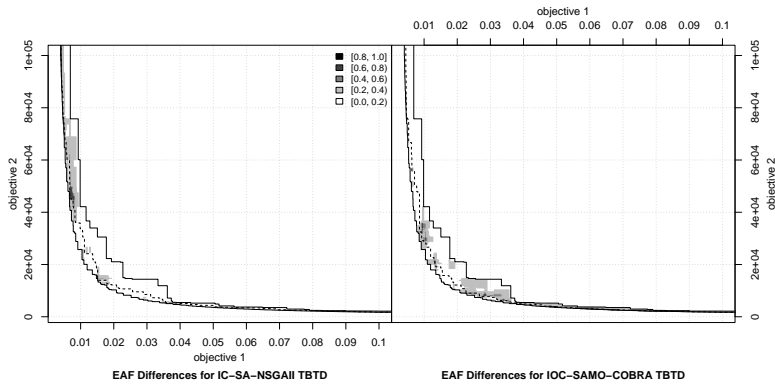 objective 1
0.01 0.02 0.03 0.04 0.05 0.06 0.07 0.08 0.09 0.1
[0.8, 1.0]
[0.6, 0.8)
[0.4, 0.6)
[0.2, 0.4)
[0.0, 0.2)
objective 2
1e+05
8e+04
6e+04
4e+04
2e+04
0
1e+05
8e+04
6e+04
4e+04
2e+04
0
objective 2
0.01 0.02 0.03 0.04 0.05 0.06 0.07 0.08 0.09 0.1
objective 1
EAF Differences for IC−SA−NSGAII TBTD
EAF Differences for IOC−SAMO−COBRA TBTD